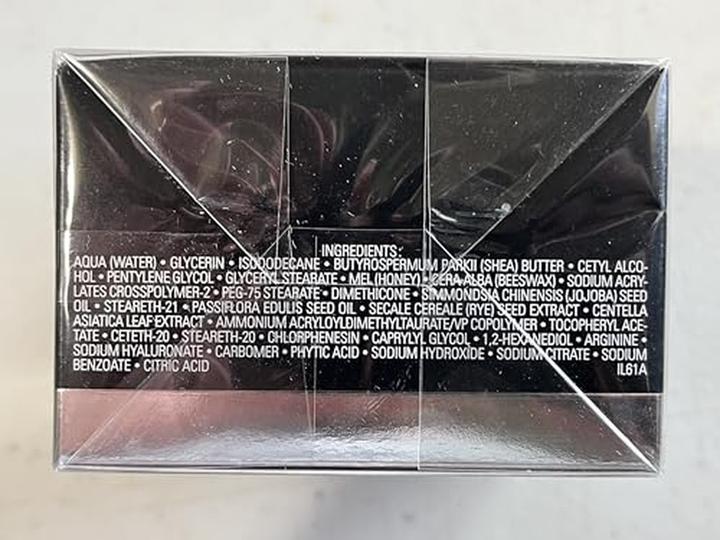 INGREDIENTS:
AQUA (WATER) • GLYCERIN • ISODODECANE • BUTYROSPERMUM PARKII (SHEA) BUTTER • CETYL ALCO-
HOL • PENTYLENE GLYCOL • GLYCERYL STEARATE • MEL (HONEY) • CERA ALBA (BEESWAX) • SODIUM ACRY-
LATES CROSSPOLYMER-2 • PEG-75 STEARATE • DIMETHICONE • SIMMONDSIA CHINENSIS (JOJOBA) SEED
OIL • STEARETH-21 • PASSIFLORA EDULIS SEED OIL • SECALE CEREALE (RYE) SEED EXTRACT • CENTELLA
ASIATICA LEAF EXTRACT • AMMONIUM ACRYLOYLDIMETHYLTAURATE/VP COPOLYMER • TOCOPHERYL ACE-
TATE • CETETH-20 • STEARETH-20 • CHLORPHENESIN • CAPRYLYL GLYCOL • 1,2-HEXANEDIOL • ARGININE •
SODIUM HYALURONATE • CARBOMER • PHYTIC ACID • SODIUM HYDROXIDE • SODIUM CITRATE • SODIUM
BENZOATE • CITRIC ACID IL61A